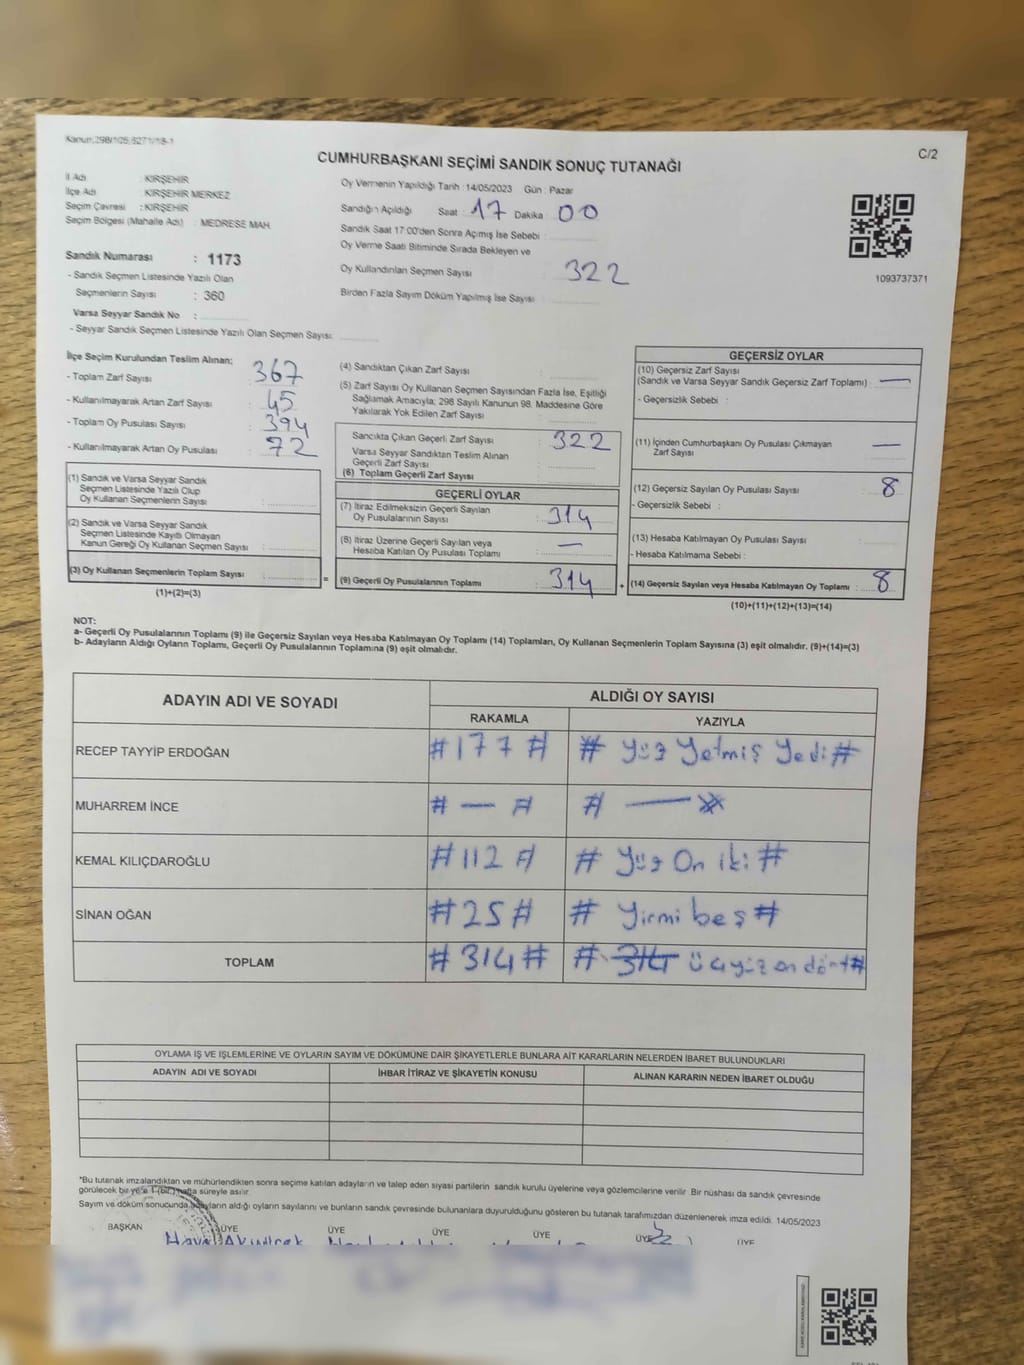 Kanun;298/105;6271/18-1
C/2
CUMHURBAŞKANI SEÇİMİ SANDIK SONUÇ TUTANAĞI
İl Adı KIRŞEHİR
İlçe Adı KIRŞEHİR MERKEZ
Seçim Çevresi : KIRŞEHİR
Seçim Bölgesi (Mahalle Adı) : MEDRESE MAH.
Sandık Numarası : 1173
- Sandık Seçmen Listesinde Yazılı Olan
Seçmenlerin Sayısı : 360
Varsa Seyyar Sandık No :
- Seyyar Sandık Seçmen Listesinde Yazılı Olan Seçmen Sayısı:
Oy Vermenin Yapıldığı Tarih :14/05/2023 Gün : Pazar
Sandığın Açıldığı Saat : 17 Dakika : 00
Sandık Saat 17:00'den Sonra Açımış İse Sebebi :
Oy Verme Saati Bitiminde Sırada Bekleyen ve
Oy Kullandırılan Seçmen Sayısı 322
Birden Fazla Sayım Döküm Yapılmış İse Sayısı :
1093737371
İlçe Seçim Kurulundan Teslim Alınan;
- Toplam Zarf Sayısı : 367
- Kullanılmayarak Artan Zarf Sayısı : 45
- Toplam Oy Pusulası Sayısı : 394
- Kullanılmayarak Artan Oy Pusulası : 72
(1) Sandık ve Varsa Seyyar Sandık
Seçmen Listesinde Yazılı Olup
Oy Kullanan Seçmenlerin Sayısı :
(2) Sandık ve Varsa Seyyar Sandık
Seçmen Listesinde Kayıtlı Olmayan
Kanun Gereği Oy Kullanan Seçmen Sayısı :
(3) Oy Kullanan Seçmenlerin Toplam Sayısı :
(1)+(2)=(3)
=
(4) Sandıktan Çıkan Zarf Sayısı :
(5) Zarf Sayısı Oy Kullanan Seçmen Sayısından Fazla İse, Eşitliği
Sağlamak Amacıyla; 298 Sayılı Kanunun 98. Maddesine Göre
Yakılarak Yok Edilen Zarf Sayısı :
Sandıkta Çıkan Geçerli Zarf Sayısı : 322
Varsa Seyyar Sandıktan Teslim Alınan
Geçerli Zarf Sayısı :
(6) Toplam Geçerli Zarf Sayısı :
GEÇERLİ OYLAR
(7) İtiraz Edilmeksizin Geçerli Sayılan
Oy Pusulalarının Sayısı : 314
(8) İtiraz Üzerine Geçerli Sayılan veya
Hesaba Katılan Oy Pusulası Toplamı : —
(9) Geçerli Oy Pusulalarının Toplamı : 314
+
GEÇERSİZ OYLAR
(10) Geçersiz Zarf Sayısı
(Sandık ve Varsa Seyyar Sandık Geçersiz Zarf Toplamı) : —
- Geçersizlik Sebebi :
(11) İçinden Cumhurbaşkanı Oy Pusulası Çıkmayan
Zarf Sayısı : —
(12) Geçersiz Sayılan Oy Pusulası Sayısı : 8
- Geçersizlik Sebebi :
(13) Hesaba Katılmayan Oy Pusulası Sayısı :
- Hesaba Katılmama Sebebi :
(14) Geçersiz Sayılan veya Hesaba Katılmayan Oy Toplamı : 8
(10)+(11)+(12)+(13)=(14)
NOT:
a- Geçerli Oy Pusulalarının Toplamı (9) ile Geçersiz Sayılan veya Hesaba Katılmayan Oy Toplamı (14) Toplamları, Oy Kullanan Seçmenlerin Toplam Sayısına (3) eşit olmalıdır. (9)+(14)=(3)
b- Adayların Aldığı Oyların Toplamı, Geçerli Oy Pusulalarının Toplamına (9) eşit olmalıdır.
ADAYIN ADI VE SOYADI ALDIĞI OY SAYISI
RAKAMLA YAZIYLA
RECEP TAYYİP ERDOĞAN #177# # Yüz Yetmiş Yedi #
MUHARREM İNCE # — # # — #
KEMAL KILIÇDAROĞLU #112# # Yüz On iki #
SİNAN OĞAN #25# # Yirmi beş #
TOPLAM #314# # 314 üçyüz on dört #
OYLAMA İŞ VE İŞLEMLERİNE VE OYLARIN SAYIM VE DÖKÜMÜNE DAİR ŞİKAYETLERLE BUNLARA AİT KARARLARIN NELERDEN İBARET BULUNDUKLARI
ADAYIN ADI VE SOYADI İHBAR İTİRAZ VE ŞİKAYETİN KONUSU ALINAN KARARIN NEDEN İBARET OLDUĞU
*Bu tutanak imzalandıktan ve mühürlendikten sonra seçime katılan adayların ve talep eden siyasi partilerin sandık kurulu üyelerine veya gözlemcilerine verilir. Bir nüshası da sandık çevresinde
görülecek bir yere 1 (bir) hafta süreyle asılır.
Sayım ve döküm sonucunda adayların aldığı oyların sayılarını ve bunların sandık çevresinde bulunanlara duyurulduğunu gösteren bu tutanak tarafımızdan düzenlenerek imza edildi. 14/05/2023
BAŞKAN ÜYE ÜYE ÜYE ÜYE ÜYE ÜYE